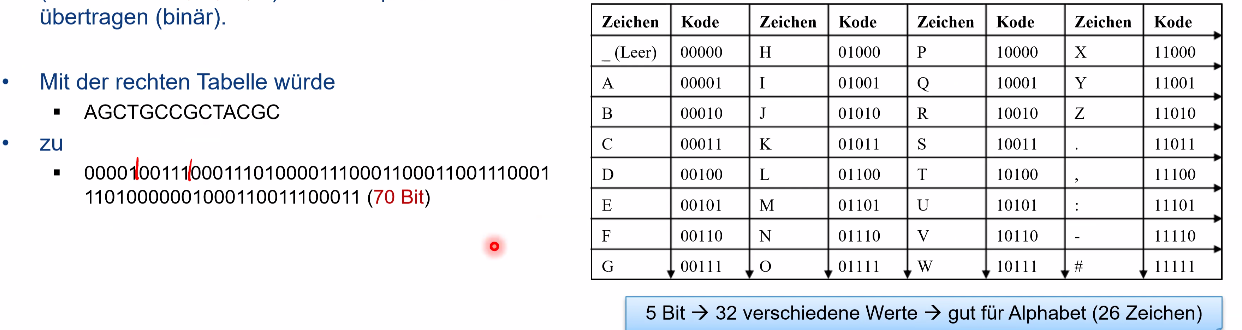 übertragen (binär).
• Mit der rechten Tabelle würde
▪ AGCTGCCGCTACGC
• zu
▪ 00001001110001110100001110001100011001110001
11010000001000110011100011 (70 Bit)
Zeichen Kode Zeichen Kode Zeichen Kode Zeichen Kode
_ (Leer) 00000 H 01000 P 10000 X 11000
A 00001 I 01001 Q 10001 Y 11001
B 00010 J 01010 R 10010 Z 11010
C 00011 K 01011 S 10011 . 11011
D 00100 L 01100 T 10100 , 11100
E 00101 M 01101 U 10101 : 11101
F 00110 N 01110 V 10110 - 11110
G 00111 O 01111 W 10111 # 11111
5 Bit → 32 verschiedene Werte → gut für Alphabet (26 Zeichen)